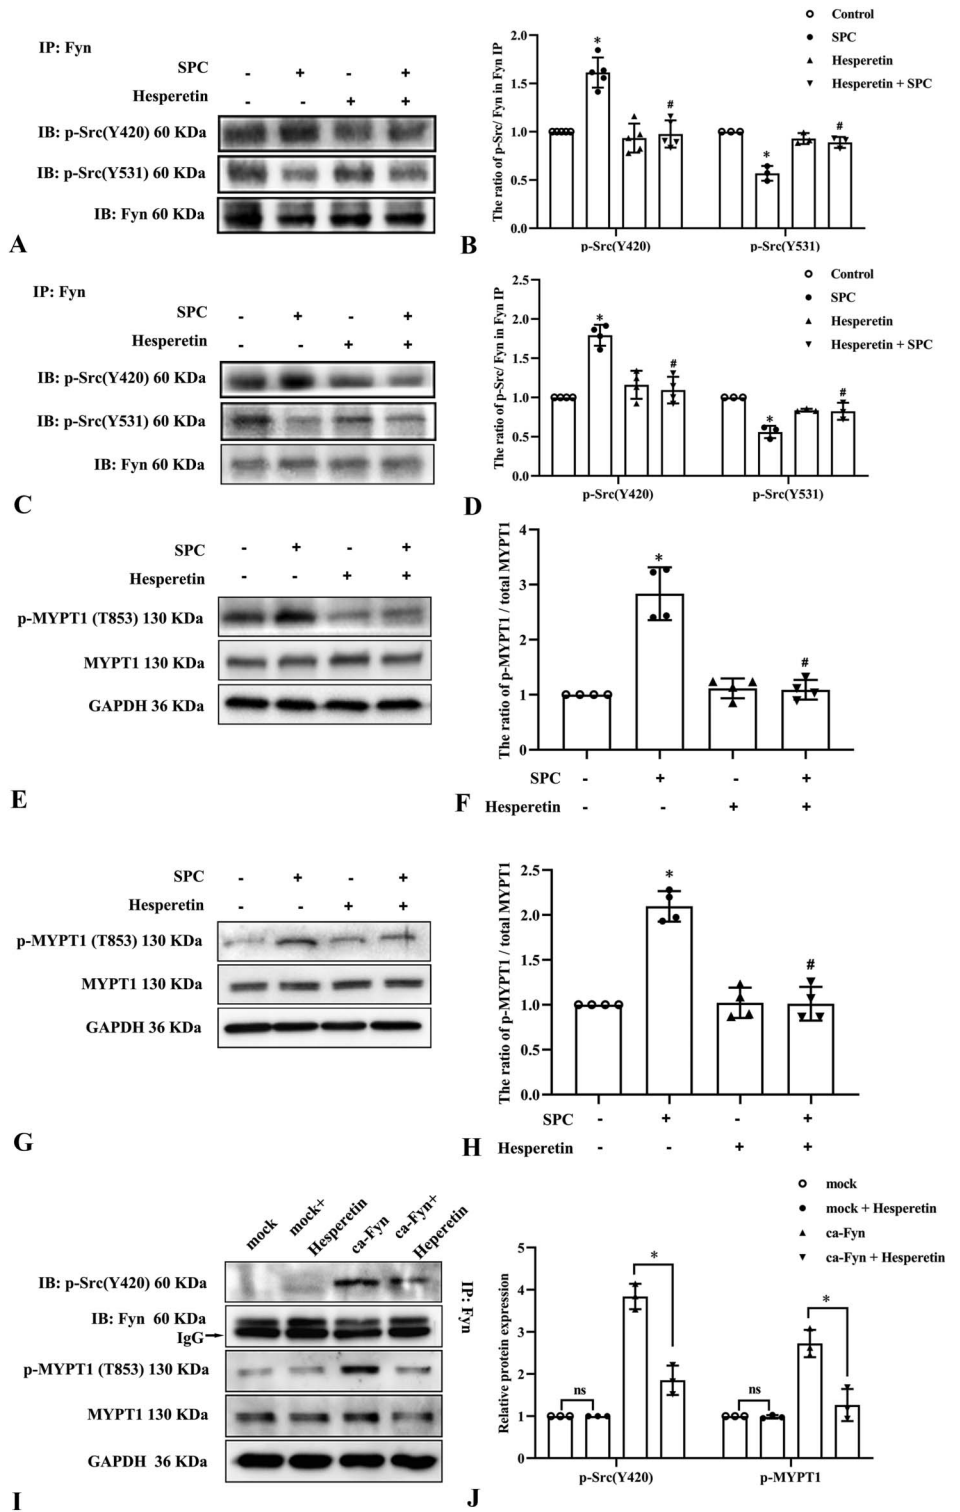 IP: Fyn
SPC - + - +
Hesperetin - - + +
IB: p-Src(Y420) 60 KDa
IB: p-Src(Y531) 60 KDa
IB: Fyn 60 KDa
A
Control
SPC
Hesperetin
Hesperetin + SPC
The ratio of p-Src/ Fyn in Fyn IP
2.0
1.5
1.0
0.5
0.0
* # * #
p-Src(Y420) p-Src(Y531)
B
IP: Fyn
SPC - + - +
Hesperetin - - + +
IB: p-Src(Y420) 60 KDa
IB: p-Src(Y531) 60 KDa
IB: Fyn 60 KDa
C
Control
SPC
Hesperetin
Hesperetin + SPC
The ratio of p-Src/ Fyn in Fyn IP
2.5
2.0
1.5
1.0
0.5
0.0
* # * #
p-Src(Y420) p-Src(Y531)
D
SPC - + - +
Hesperetin - - + +
p-MYPT1 (T853) 130 KDa
MYPT1 130 KDa
GAPDH 36 KDa
E
The ratio of p-MYPT1 / total MYPT1
4
3
2
1
0
* #
SPC - + - +
Hesperetin - - + +
F
SPC - + - +
Hesperetin - - + +
p-MYPT1 (T853) 130 KDa
MYPT1 130 KDa
GAPDH 36 KDa
G
The ratio of p-MYPT1 / total MYPT1
2.5
2.0
1.5
1.0
0.5
0.0
* #
SPC - + - +
Hesperetin - - + +
H
mock
mock+
Hesperetin
ca-Fyn
ca-Fyn+
Heperetin
IB: p-Src(Y420) 60 KDa
IB: Fyn 60 KDa
IgG
IP: Fyn
p-MYPT1 (T853) 130 KDa
MYPT1 130 KDa
GAPDH 36 KDa
I
mock
mock + Hesperetin
ca-Fyn
ca-Fyn + Hesperetin
Relative protein expression
5
4
3
2
1
0
ns * ns *
p-Src(Y420) p-MYPT1
J